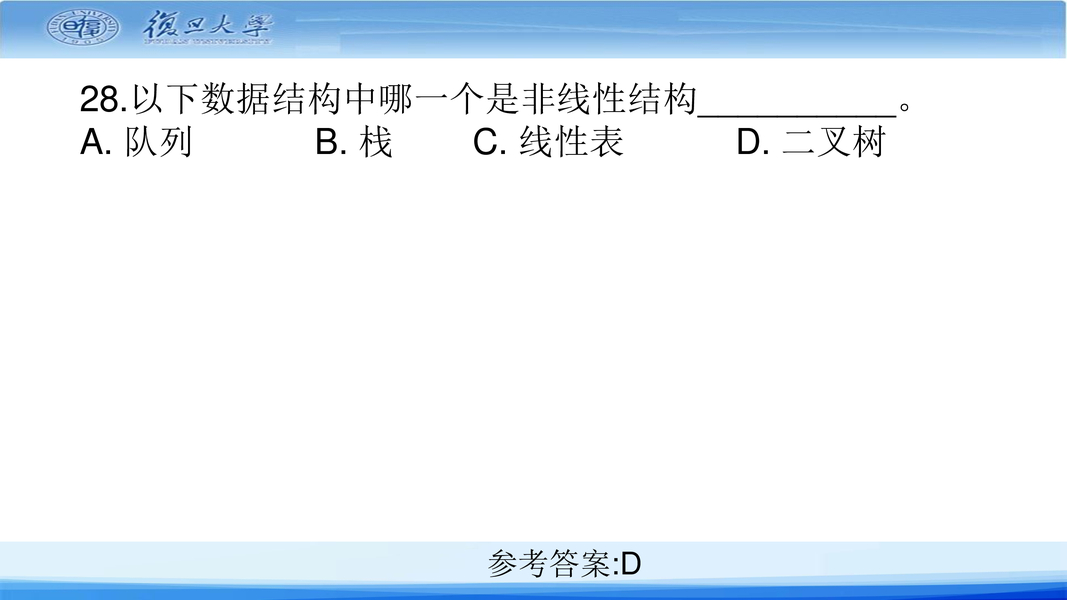 復旦大學
FUDAN UNIVERSITY
28.以下数据结构中哪一个是非线性结构__________。
A. 队列 B. 栈 C. 线性表 D. 二叉树
参考答案:D